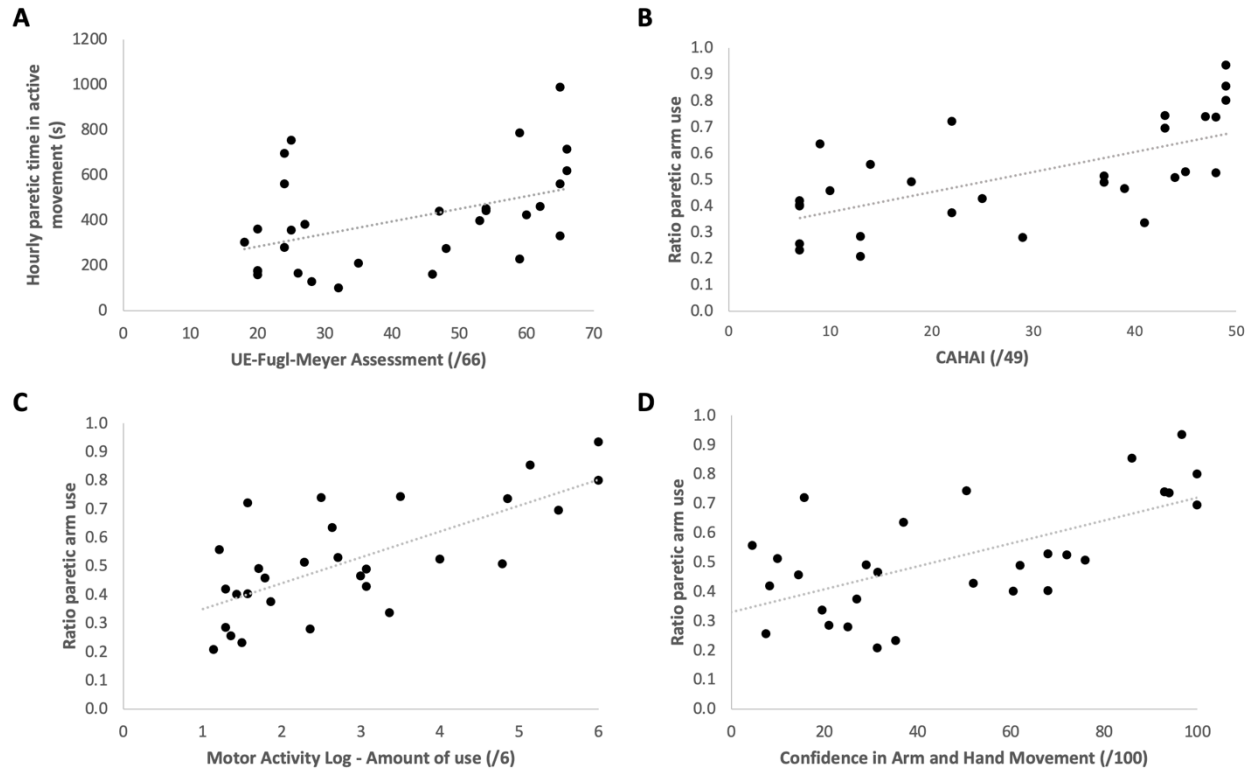 A
1200
1000
800
600
400
200
0
Hourly paretic time in active
movement (s)
0 10 20 30 40 50 60 70
UE-Fugl-Meyer Assessment (/66)
B
1.0
0.9
0.8
0.7
0.6
0.5
0.4
0.3
0.2
0.1
0.0
Ratio paretic arm use
0 10 20 30 40 50
CAHAI (/49)
C
1.0
0.9
0.8
0.7
0.6
0.5
0.4
0.3
0.2
0.1
0.0
Ratio paretic arm use
0 1 2 3 4 5 6
Motor Activity Log - Amount of use (/6)
D
1.0
0.9
0.8
0.7
0.6
0.5
0.4
0.3
0.2
0.1
0.0
Ratio paretic arm use
0 20 40 60 80 100
Confidence in Arm and Hand Movement (/100)